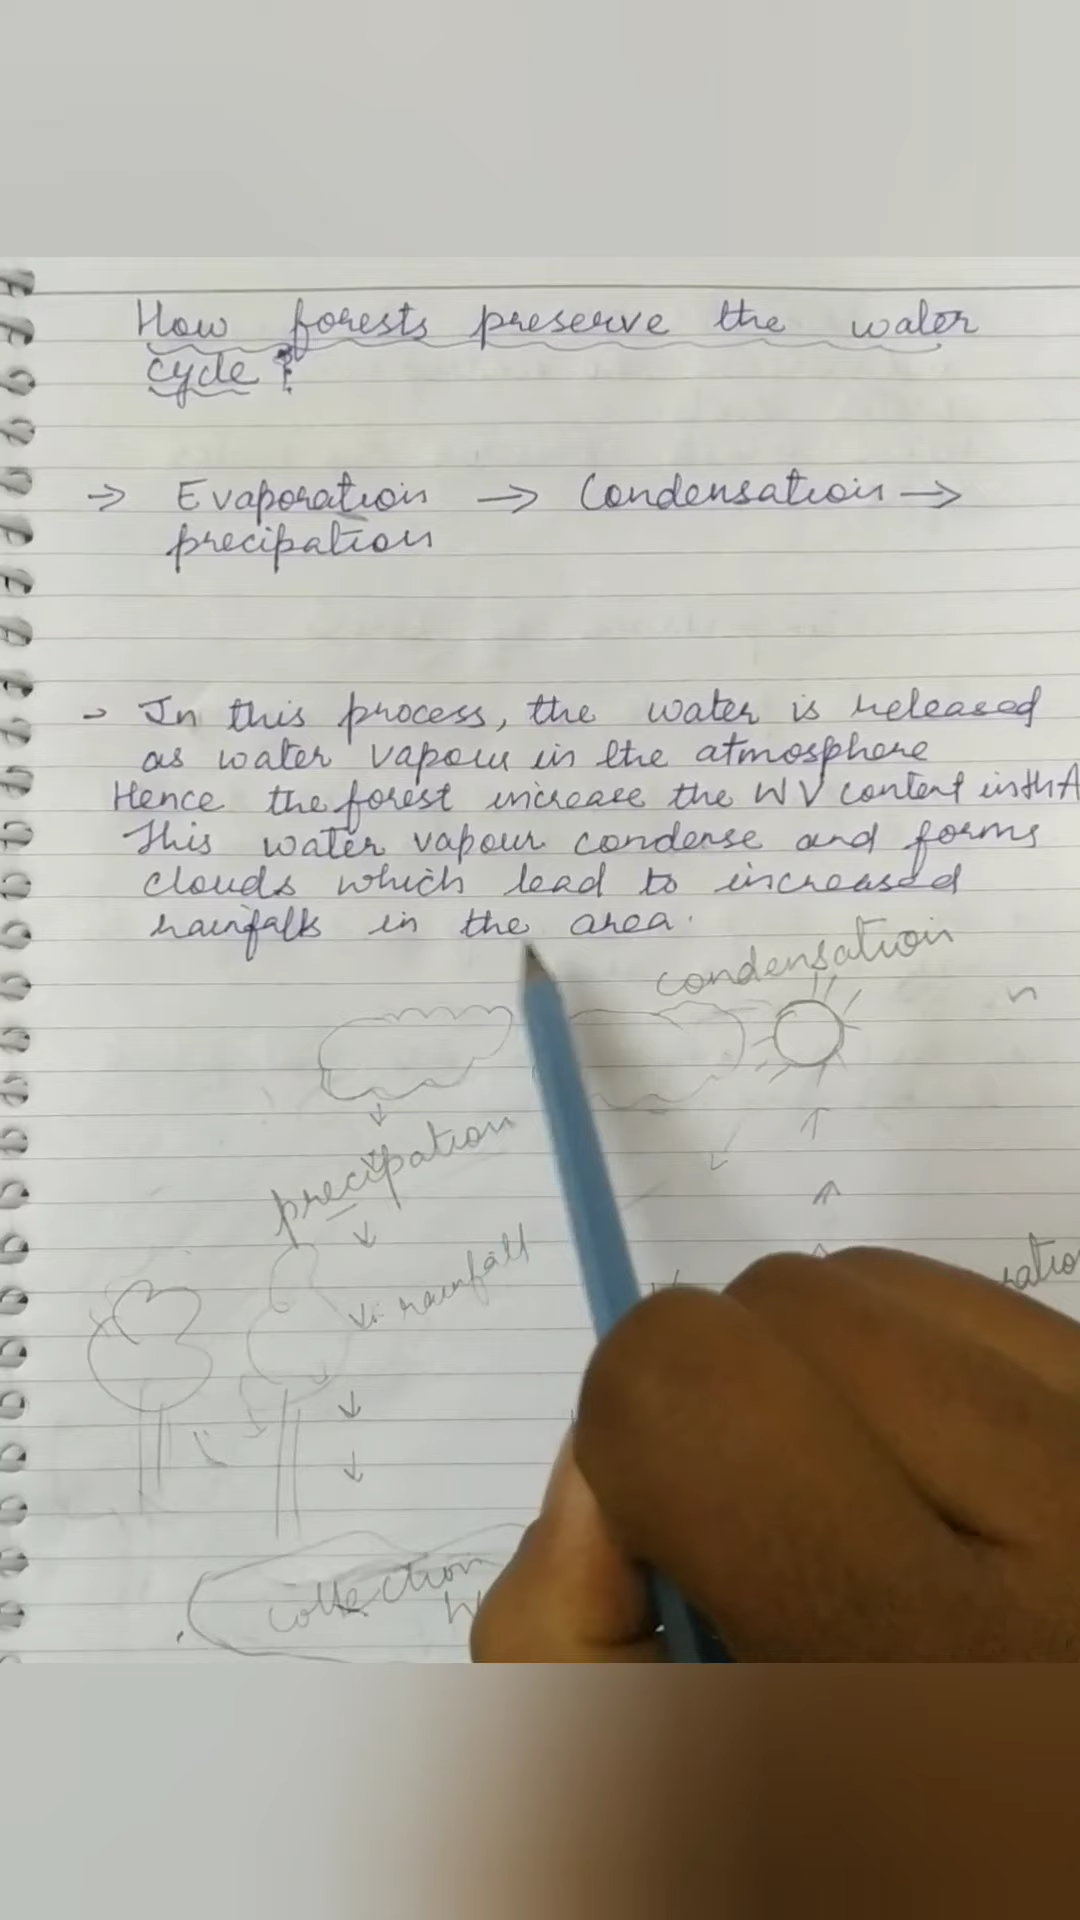 How forests preserve the water
cycle?
→ Evaporation → Condensation →
precipation
→ In this process, the water is released
as water vapour in the atmosphere
Hence the forest increase the WV content in
This water vapour condense and forms
clouds which lead to increased
rainfalls in the area.
condensation
precipation
rainfall
collection